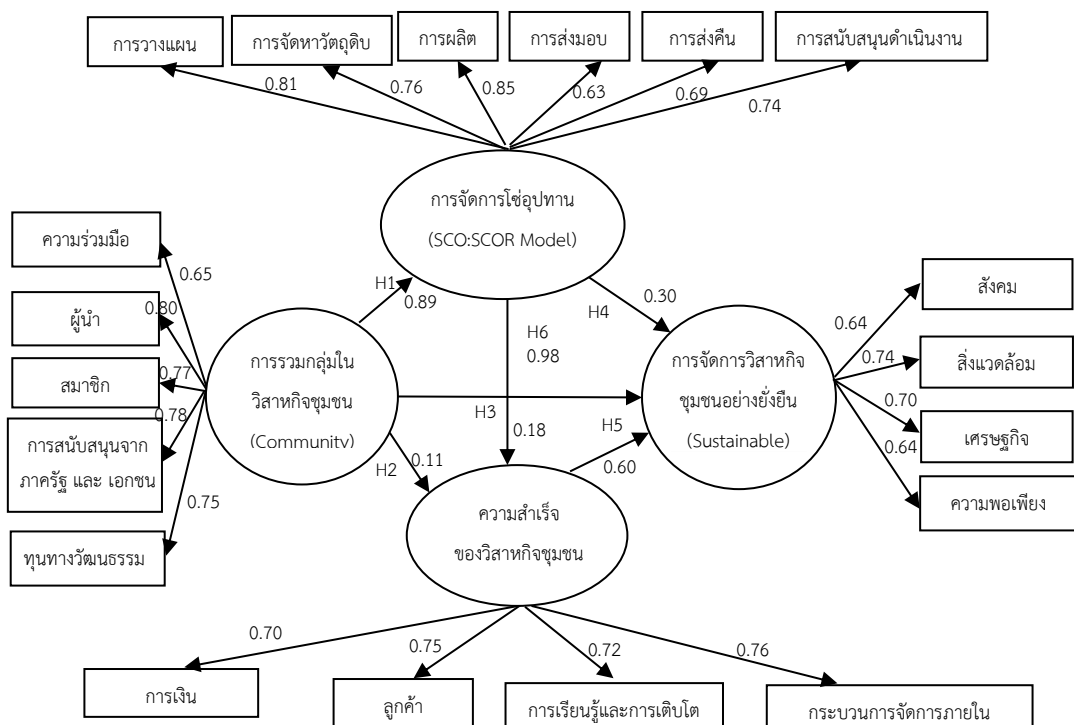 การวางแผน
การจัดหาวัตถุดิบ
การผลิต
การส่งมอบ
การส่งคืน
การสนับสนุนดำเนินงาน
0.81
0.76
0.85
0.63
0.69
0.74
การจัดการโซ่อุปทาน
(SCO:SCOR Model)
ความร่วมมือ
ผู้นำ
สมาชิก
การสนับสนุนจาก
ภาครัฐ และ เอกชน
ทุนทางวัฒนธรรม
0.65
0.80
0.77
0.78
0.75
การรวมกลุ่มใน
วิสาหกิจชุมชน
(Communitv)
H1
0.89
H6
0.98
H4
0.30
H3
0.18
H2
0.11
H5
0.60
การจัดการวิสาหกิจ
ชุมชนอย่างยั่งยืน
(Sustainable)
0.64
0.74
0.70
0.64
สังคม
สิ่งแวดล้อม
เศรษฐกิจ
ความพอเพียง
ความสำเร็จ
ของวิสาหกิจชุมชน
0.70
0.75
0.72
0.76
การเงิน
ลูกค้า
การเรียนรู้และการเติบโต
กระบวนการจัดการภายใน